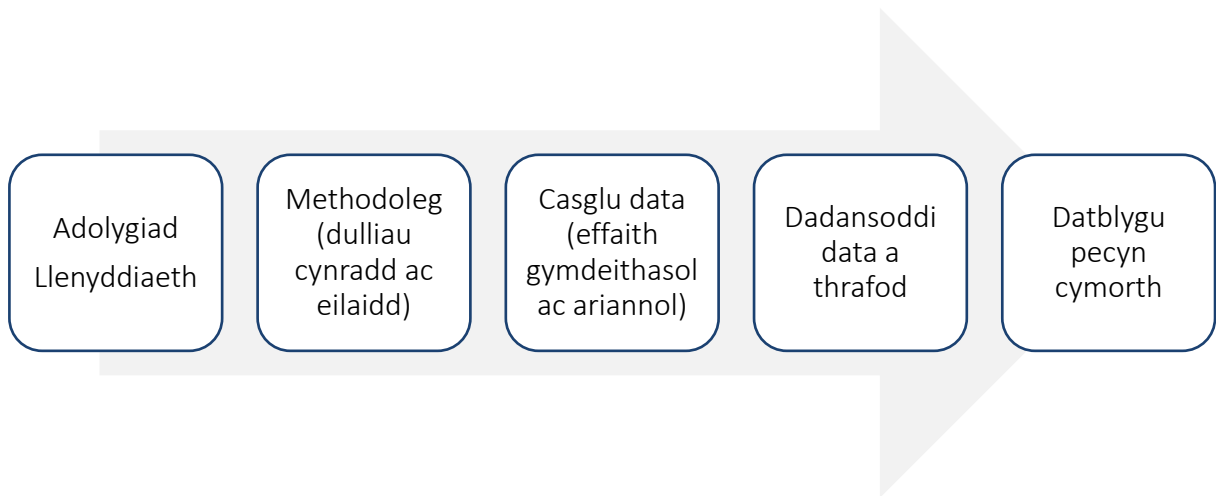 Adolygiad
Llenyddiaeth
Methodoleg
(dulliau
cynradd ac
eilaidd)
Casglu data
(effaith
gymdeithasol
ac ariannol)
Dadansoddi
data a
thrafod
Datblygu
pecyn
cymorth